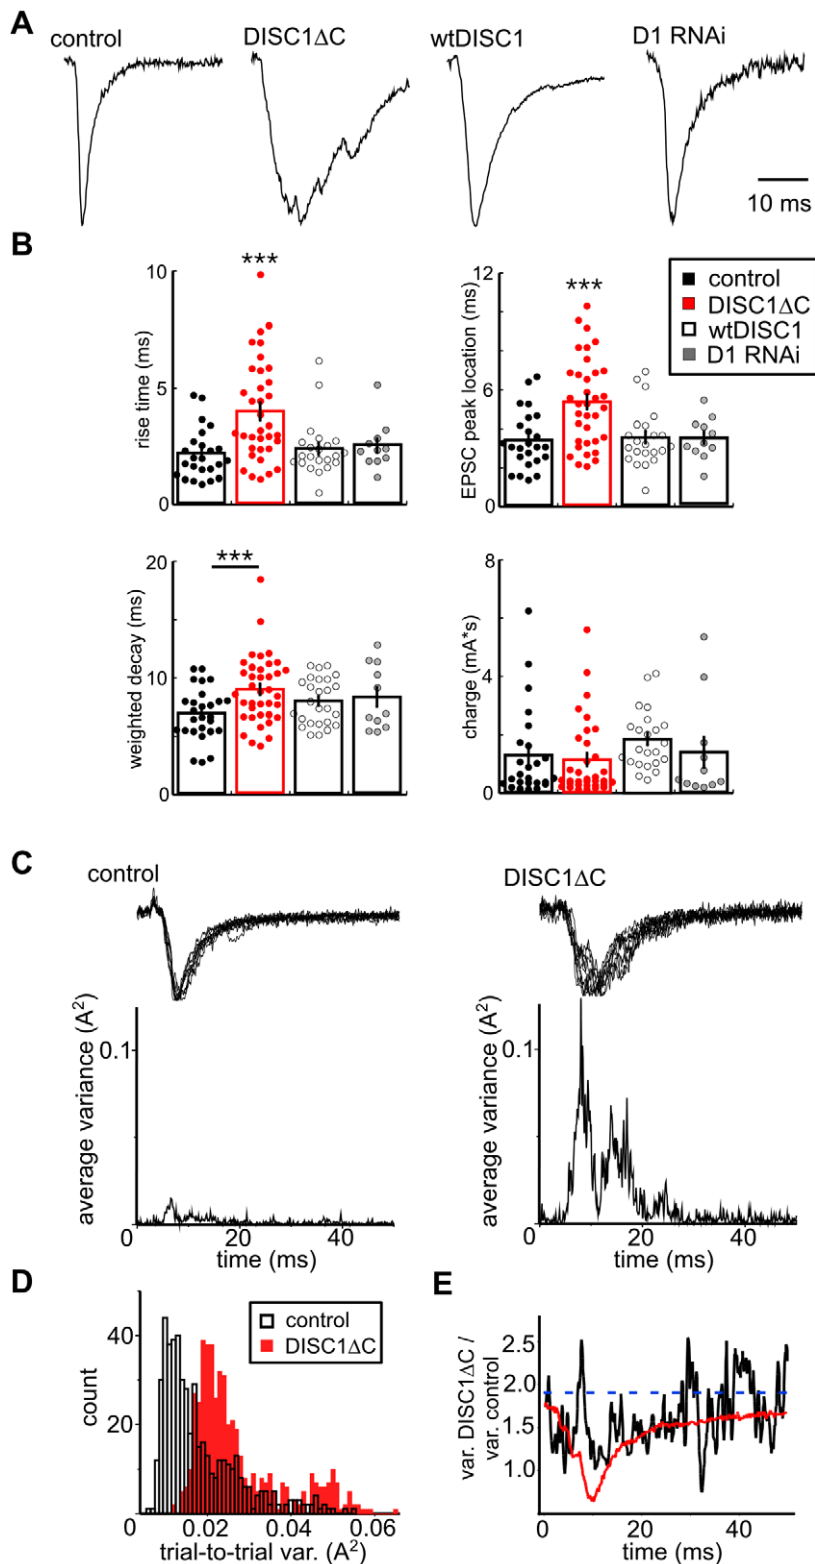 A
control
DISC1ΔC
wtDISC1
D1 RNAi
10 ms
B
***
10
5
0
rise time (ms)
***
12
6
0
EPSC peak location (ms)
control
DISC1ΔC
wtDISC1
D1 RNAi
***
20
10
0
weighted decay (ms)
8
4
0
charge (mA*s)
C
control
DISC1ΔC
average variance (A²)
0.1
0
20
40
time (ms)
average variance (A²)
0.1
0
20
40
time (ms)
D
control
DISC1ΔC
count
40
20
0
0.02
0.04
0.06
trial-to-trial var. (A²)
E
var. DISC1ΔC /
var. control
2.5
2.0
1.5
1.0
0
20
40
time (ms)